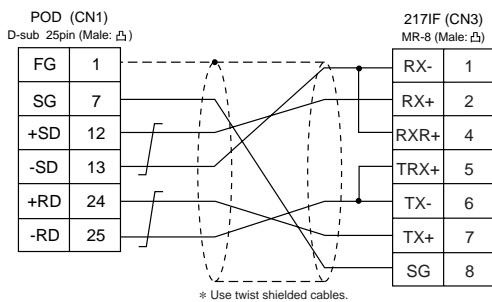 POD (CN1)
D-sub 25pin (Male: 凸)
FG 1
SG 7
+SD 12
-SD 13
+RD 24
-RD 25
217IF (CN3)
MR-8 (Male: 凸)
RX- 1
RX+ 2
RXR+ 4
TRX+ 5
TX- 6
TX+ 7
SG 8
* Use twist shielded cables.